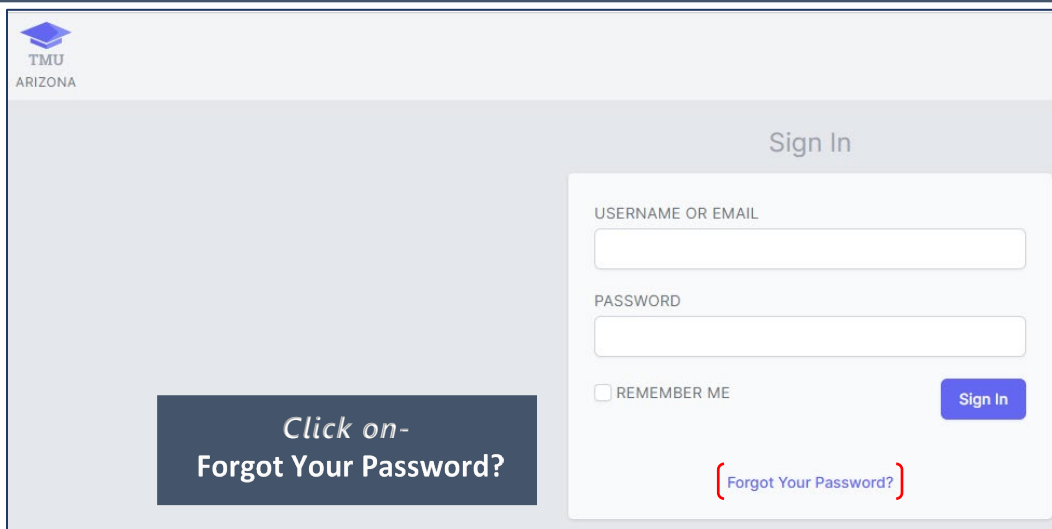 TMU
ARIZONA
Sign In
USERNAME OR EMAIL
PASSWORD
REMEMBER ME
Sign In
Click on-
Forgot Your Password?
Forgot Your Password?